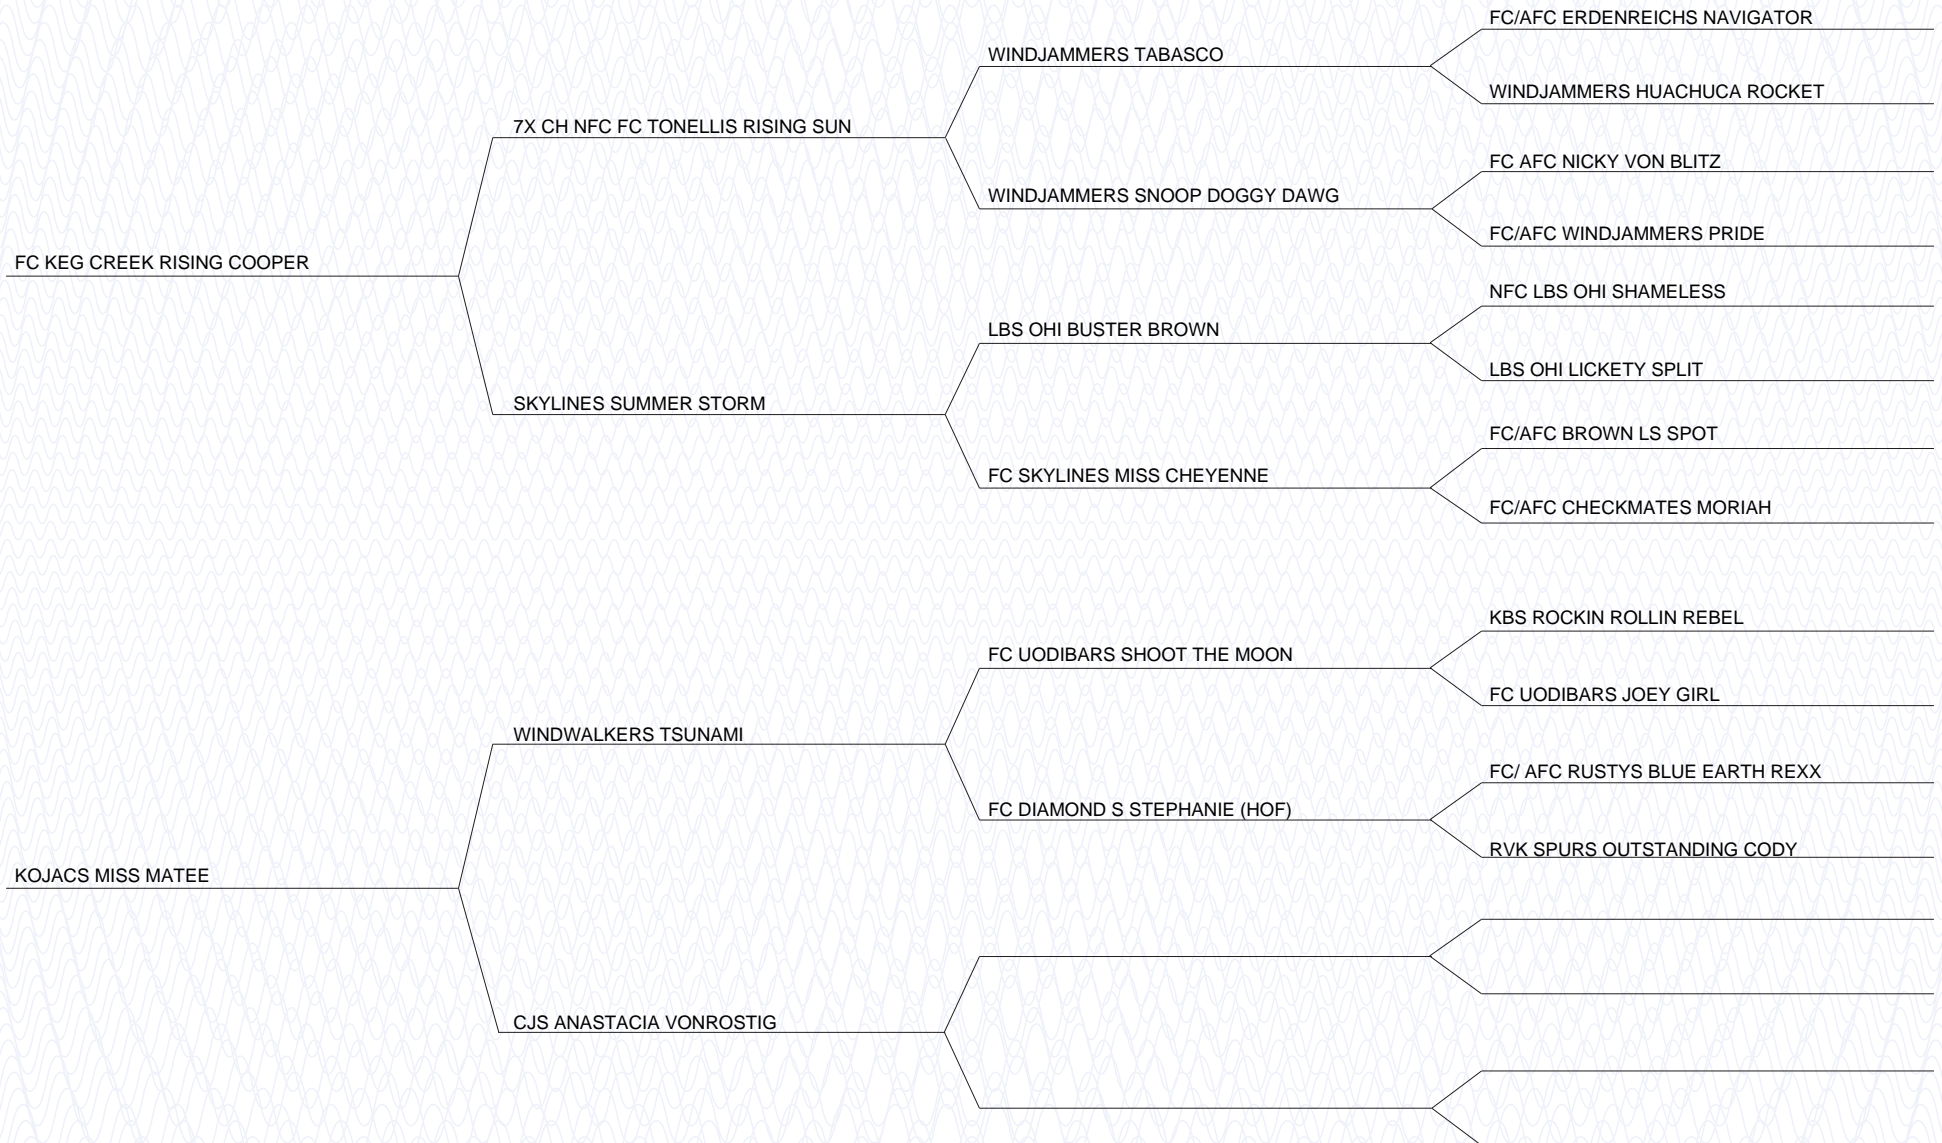 FC/AFC ERDENREICHS NAVIGATOR
WINDJAMMERS TABASCO
WINDJAMMERS HUACHUCA ROCKET
7X CH NFC FC TONELLIS RISING SUN
FC AFC NICKY VON BLITZ
WINDJAMMERS SNOOP DOGGY DAWG
FC/AFC WINDJAMMERS PRIDE
FC KEG CREEK RISING COOPER
NFC LBS OHI SHAMELESS
LBS OHI BUSTER BROWN
LBS OHI LICKETY SPLIT
SKYLINES SUMMER STORM
FC/AFC BROWN LS SPOT
FC SKYLINES MISS CHEYENNE
FC/AFC CHECKMATES MORIAH
KBS ROCKIN ROLLIN REBEL
FC UODIBARS SHOOT THE MOON
FC UODIBARS JOEY GIRL
WINDWALKERS TSUNAMI
FC/ AFC RUSTYS BLUE EARTH REXX
FC DIAMOND S STEPHANIE (HOF)
RVK SPURS OUTSTANDING CODY
KOJACS MISS MATEE
CJS ANASTACIA VONROSTIG